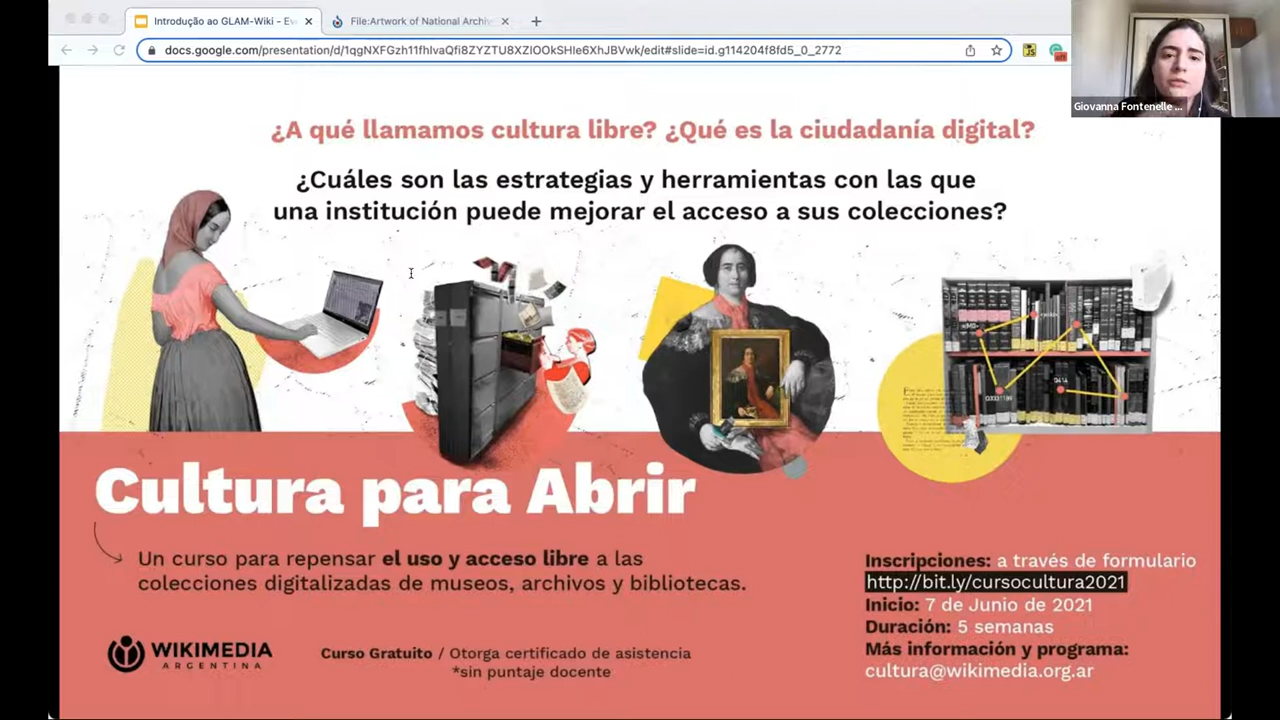 Introdução ao GLAM-Wiki - Eve
File:Artwork of National Archiv
docs.google.com/presentation/d/1qgNXFGzh11fhIvaQfi8ZYZTU8XZlOOkSHle6XhJBVwk/edit#slide=id.g114204f8fd5_0_2772
Giovanna Fontenelle ...
¿A qué llamamos cultura libre? ¿Qué es la ciudadanía digital?
¿Cuáles son las estrategias y herramientas con las que
una institución puede mejorar el acceso a sus colecciones?
Cultura para Abrir
Un curso para repensar el uso y acceso libre a las
colecciones digitalizadas de museos, archivos y bibliotecas.
WIKIMEDIA
ARGENTINA
Curso Gratuito / Otorga certificado de asistencia
*sin puntaje docente
Inscripciones: a través de formulario
http://bit.ly/cursocultura2021
Inicio: 7 de Junio de 2021
Duración: 5 semanas
Más información y programa:
cultura@wikimedia.org.ar